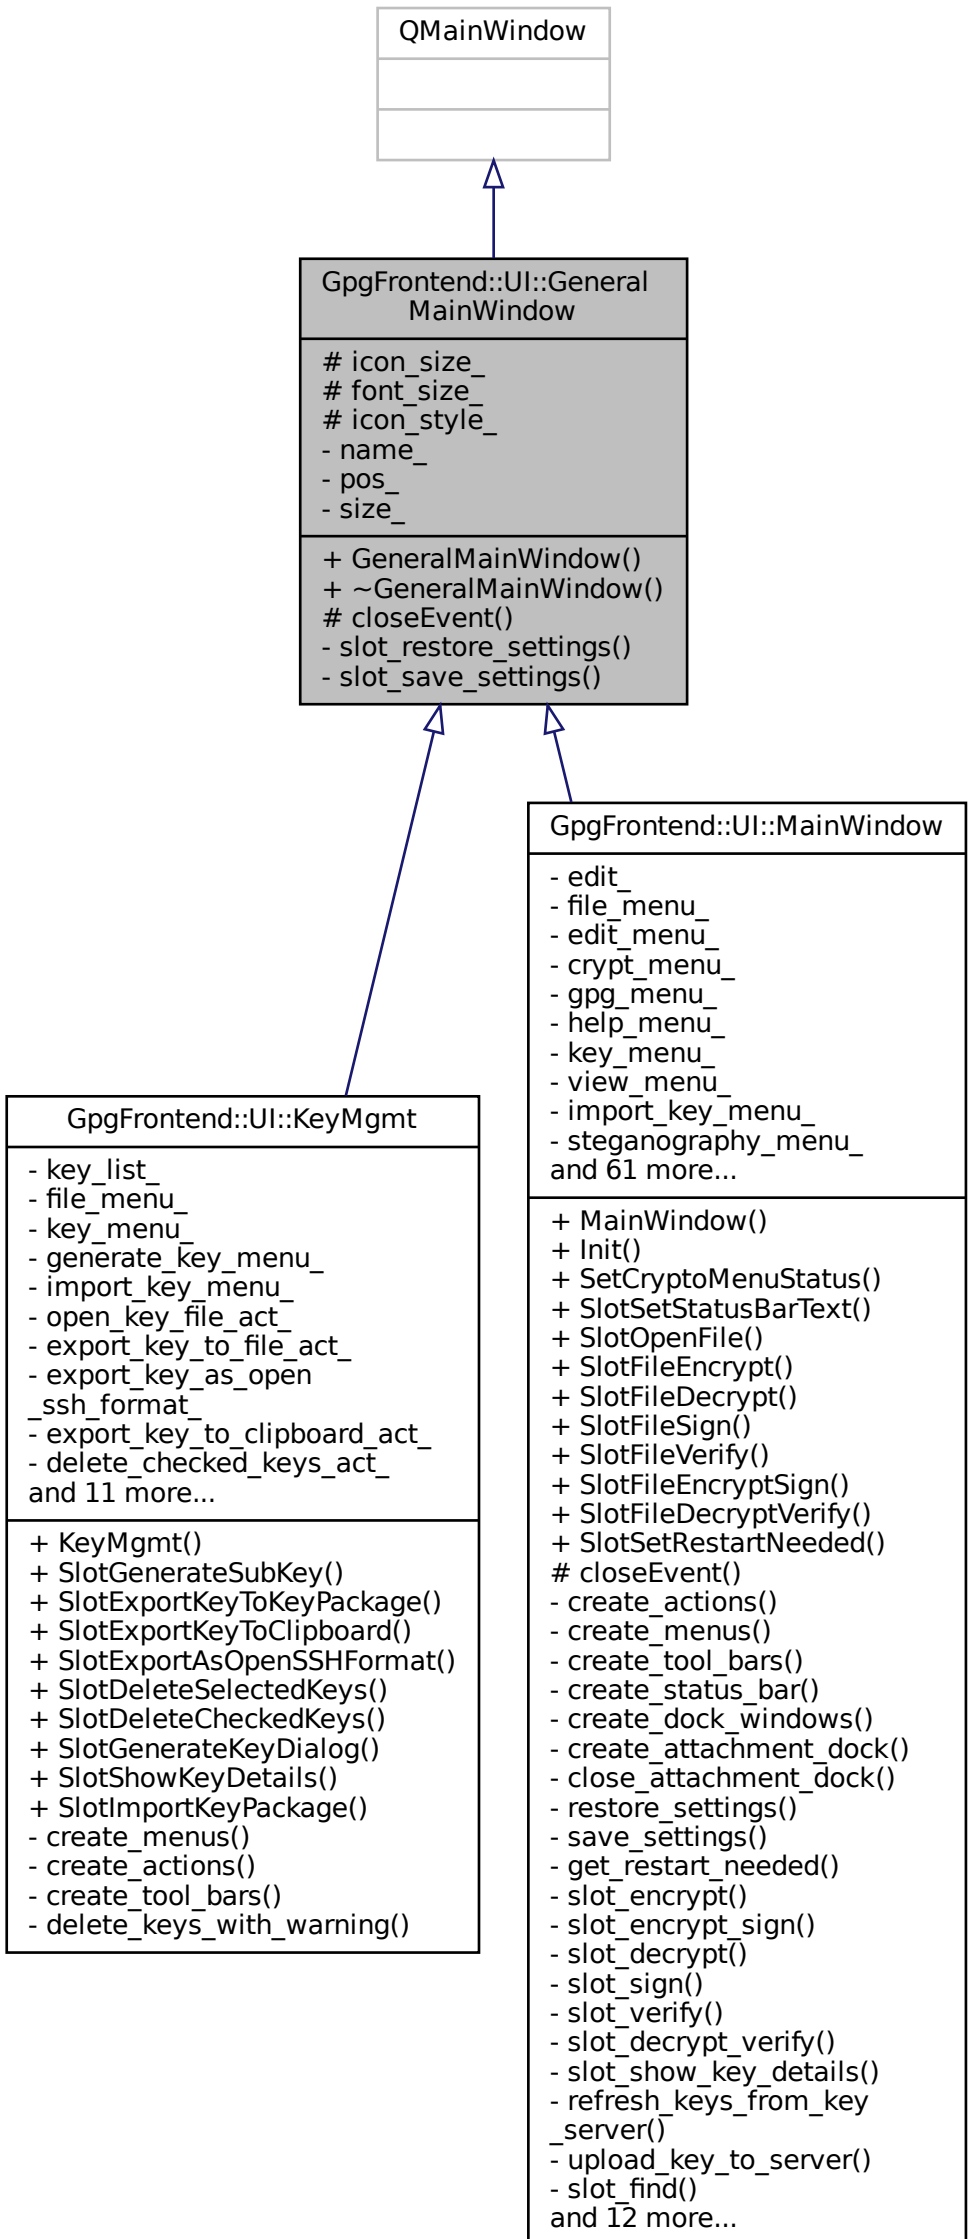 QMainWindow
GpgFrontend::UI::General
MainWindow
# icon_size_
# font_size_
# icon_style_
- name_
- pos_
- size_
+ GeneralMainWindow()
+ ~GeneralMainWindow()
# closeEvent()
- slot_restore_settings()
- slot_save_settings()
GpgFrontend::UI::KeyMgmt
- key_list_
- file_menu_
- key_menu_
- generate_key_menu_
- import_key_menu_
- open_key_file_act_
- export_key_to_file_act_
- export_key_as_open
_ssh_format_
- export_key_to_clipboard_act_
- delete_checked_keys_act_
and 11 more...
+ KeyMgmt()
+ SlotGenerateSubKey()
+ SlotExportKeyToKeyPackage()
+ SlotExportKeyToClipboard()
+ SlotExportAsOpenSSHFormat()
+ SlotDeleteSelectedKeys()
+ SlotDeleteCheckedKeys()
+ SlotGenerateKeyDialog()
+ SlotShowKeyDetails()
+ SlotImportKeyPackage()
- create_menus()
- create_actions()
- create_tool_bars()
- delete_keys_with_warning()
GpgFrontend::UI::MainWindow
- edit_
- file_menu_
- edit_menu_
- crypt_menu_
- gpg_menu_
- help_menu_
- key_menu_
- view_menu_
- import_key_menu_
- steganography_menu_
and 61 more...
+ MainWindow()
+ Init()
+ SetCryptoMenuStatus()
+ SlotSetStatusBarText()
+ SlotOpenFile()
+ SlotFileEncrypt()
+ SlotFileDecrypt()
+ SlotFileSign()
+ SlotFileVerify()
+ SlotFileEncryptSign()
+ SlotFileDecryptVerify()
+ SlotSetRestartNeeded()
# closeEvent()
- create_actions()
- create_menus()
- create_tool_bars()
- create_status_bar()
- create_dock_windows()
- create_attachment_dock()
- close_attachment_dock()
- restore_settings()
- save_settings()
- get_restart_needed()
- slot_encrypt()
- slot_encrypt_sign()
- slot_decrypt()
- slot_sign()
- slot_verify()
- slot_decrypt_verify()
- slot_show_key_details()
- refresh_keys_from_key
_server()
- upload_key_to_server()
- slot_find()
and 12 more...